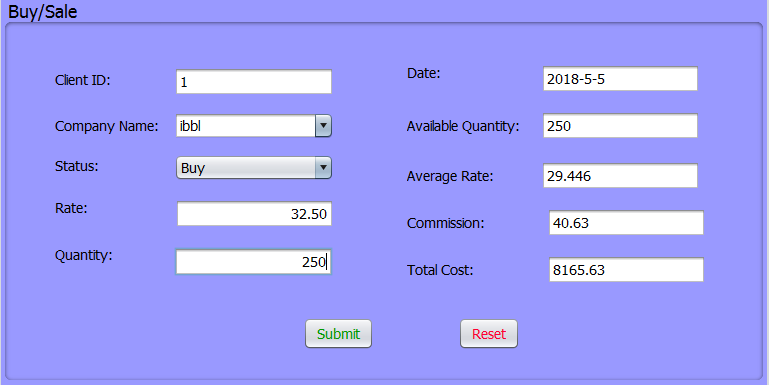 Buy/Sale
Client ID: 1
Date: 2018-5-5
Company Name: ibbl
Available Quantity: 250
Status: Buy
Average Rate: 29.446
Rate: 32.50
Commission: 40.63
Quantity: 250
Total Cost: 8165.63
Submit Reset